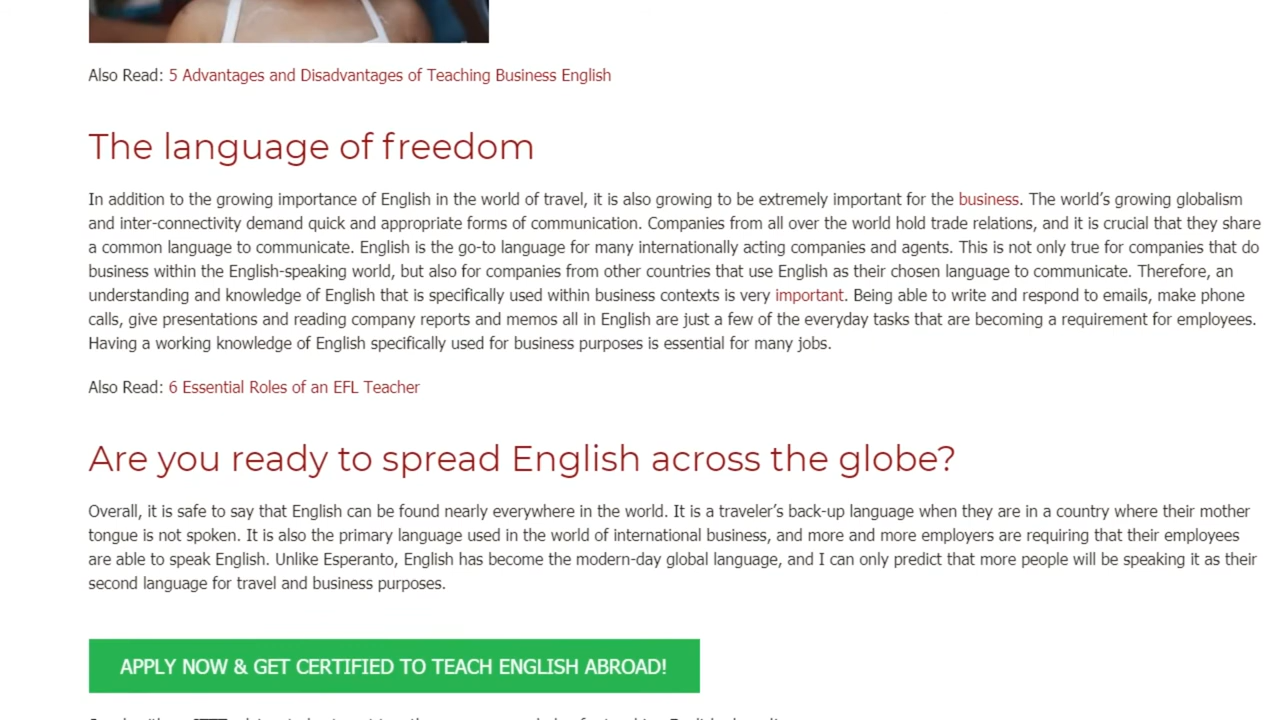 Also Read: 5 Advantages and Disadvantages of Teaching Business English
The language of freedom
In addition to the growing importance of English in the world of travel, it is also growing to be extremely important for the business. The world’s growing globalism
and inter-connectivity demand quick and appropriate forms of communication. Companies from all over the world hold trade relations, and it is crucial that they share
a common language to communicate. English is the go-to language for many internationally acting companies and agents. This is not only true for companies that do
business within the English-speaking world, but also for companies from other countries that use English as their chosen language to communicate. Therefore, an
understanding and knowledge of English that is specifically used within business contexts is very important. Being able to write and respond to emails, make phone
calls, give presentations and reading company reports and memos all in English are just a few of the everyday tasks that are becoming a requirement for employees.
Having a working knowledge of English specifically used for business purposes is essential for many jobs.
Also Read: 6 Essential Roles of an EFL Teacher
Are you ready to spread English across the globe?
Overall, it is safe to say that English can be found nearly everywhere in the world. It is a traveler’s back-up language when they are in a country where their mother
tongue is not spoken. It is also the primary language used in the world of international business, and more and more employers are requiring that their employees
are able to speak English. Unlike Esperanto, English has become the modern-day global language, and I can only predict that more people will be speaking it as their
second language for travel and business purposes.
APPLY NOW & GET CERTIFIED TO TEACH ENGLISH ABROAD!